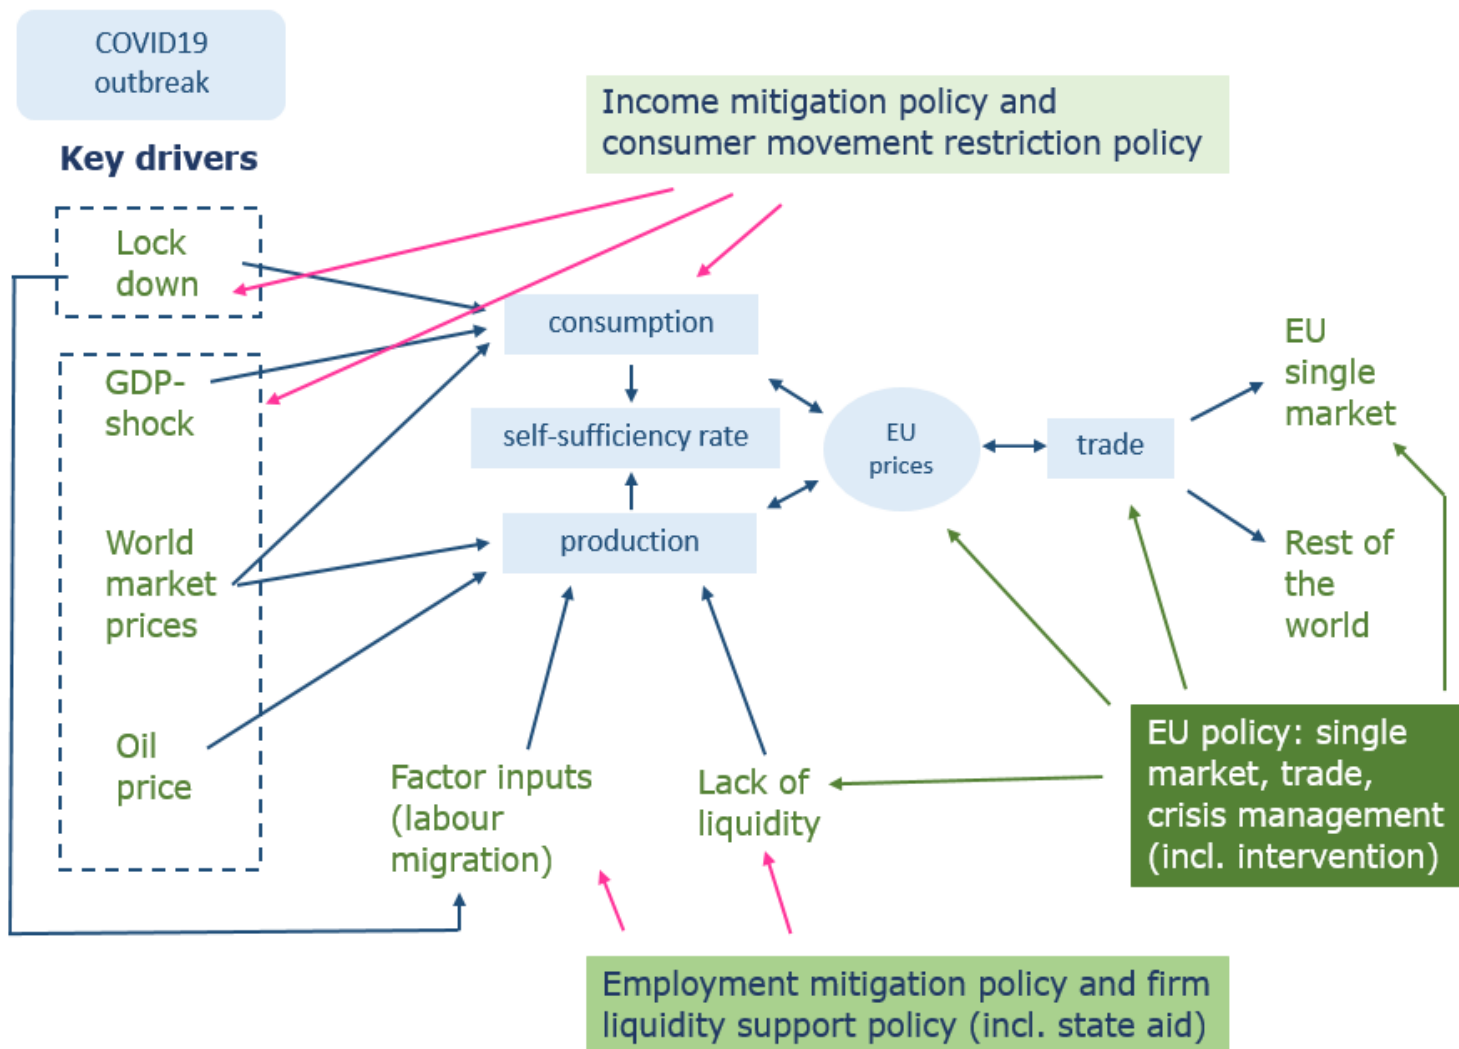 COVID19
outbreak
Key drivers
Income mitigation policy and
consumer movement restriction policy
Lock
down
consumption
GDP-
shock
self-sufficiency rate
EU
prices
trade
EU
single
market
World
market
prices
production
Rest of
the
world
Oil
price
Factor inputs
(labour
migration)
Lack of
liquidity
EU policy: single
market, trade,
crisis management
(incl. intervention)
Employment mitigation policy and firm
liquidity support policy (incl. state aid)